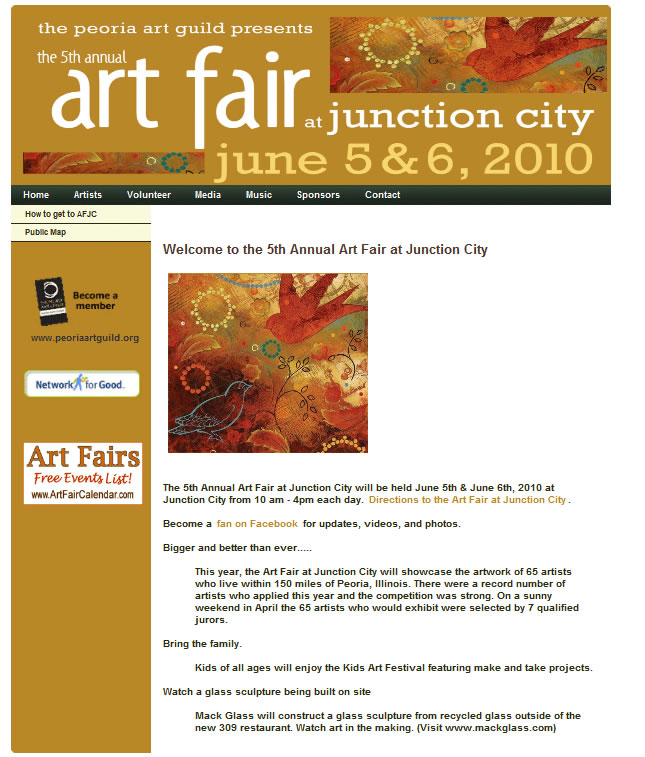 the peoria art guild presents
the 5th annual
art fair at junction city
june 5 & 6, 2010
Home Artists Volunteer Media Music Sponsors Contact
How to get to AFJC
Public Map
Become a
member
www.peoriaartguild.org
Network for Good
Art Fairs
Free Events List!
www.ArtFairCalendar.com
Welcome to the 5th Annual Art Fair at Junction City
The 5th Annual Art Fair at Junction City will be held June 5th & June 6th, 2010 at
Junction City from 10 am - 4pm each day. Directions to the Art Fair at Junction City .
Become a fan on Facebook for updates, videos, and photos.
Bigger and better than ever.....
This year, the Art Fair at Junction City will showcase the artwork of 65 artists
who live within 150 miles of Peoria, Illinois. There were a record number of
artists who applied this year and the competition was strong. On a sunny
weekend in April the 65 artists who would exhibit were selected by 7 qualified
jurors.
Bring the family.
Kids of all ages will enjoy the Kids Art Festival featuring make and take projects.
Watch a glass sculpture being built on site
Mack Glass will construct a glass sculpture from recycled glass outside of the
new 309 restaurant. Watch art in the making. (Visit www.mackglass.com)